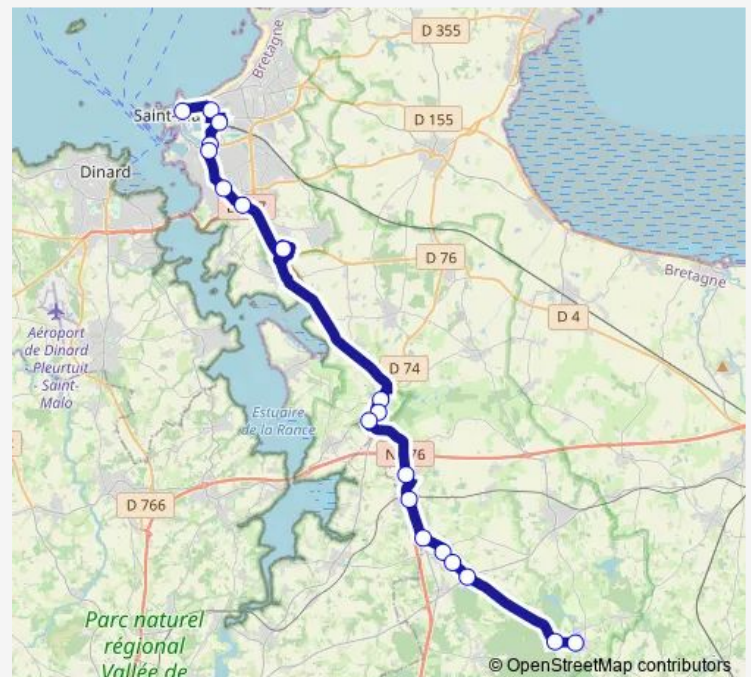 D 355
Bretagne
Saint-
D 155
Dinard
D 76
Bretagne
D 4
Aéroport
de Dinard
- Pleurtuit
- Saint-
Malo
D 74
Estuaire
de la Rance
N 176
D 766
Parc naturel
régional
Vallée de
© OpenStreetMap contributors